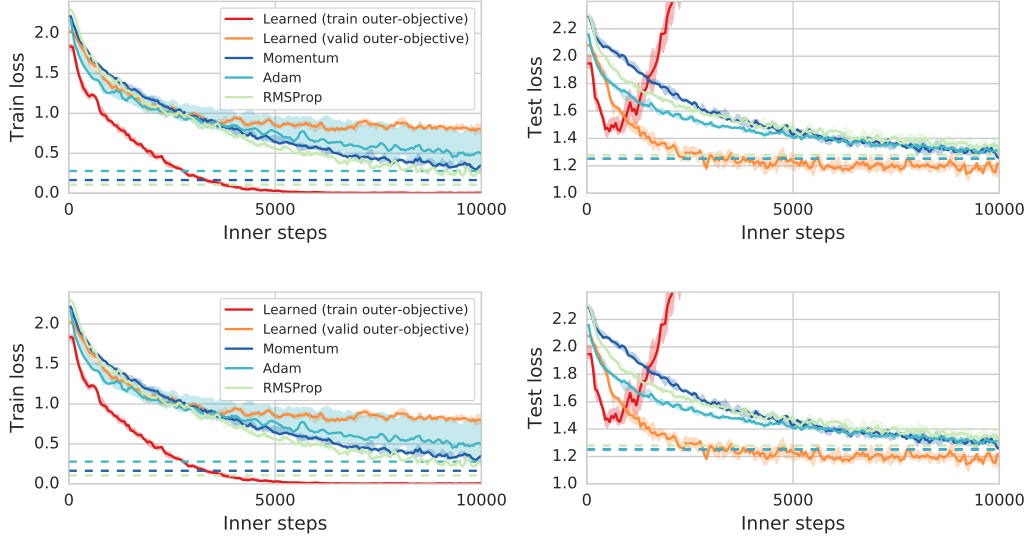 Train loss
2.0
1.5
1.0
0.5
0.0
0
5000
10000
Inner steps
Learned (train outer-objective)
Learned (valid outer-objective)
Momentum
Adam
RMSProp
Test loss
2.2
2.0
1.8
1.6
1.4
1.2
1.0
0
5000
10000
Inner steps
Train loss
2.0
1.5
1.0
0.5
0.0
0
5000
10000
Inner steps
Learned (train outer-objective)
Learned (valid outer-objective)
Momentum
Adam
RMSProp
Test loss
2.2
2.0
1.8
1.6
1.4
1.2
1.0
0
5000
10000
Inner steps